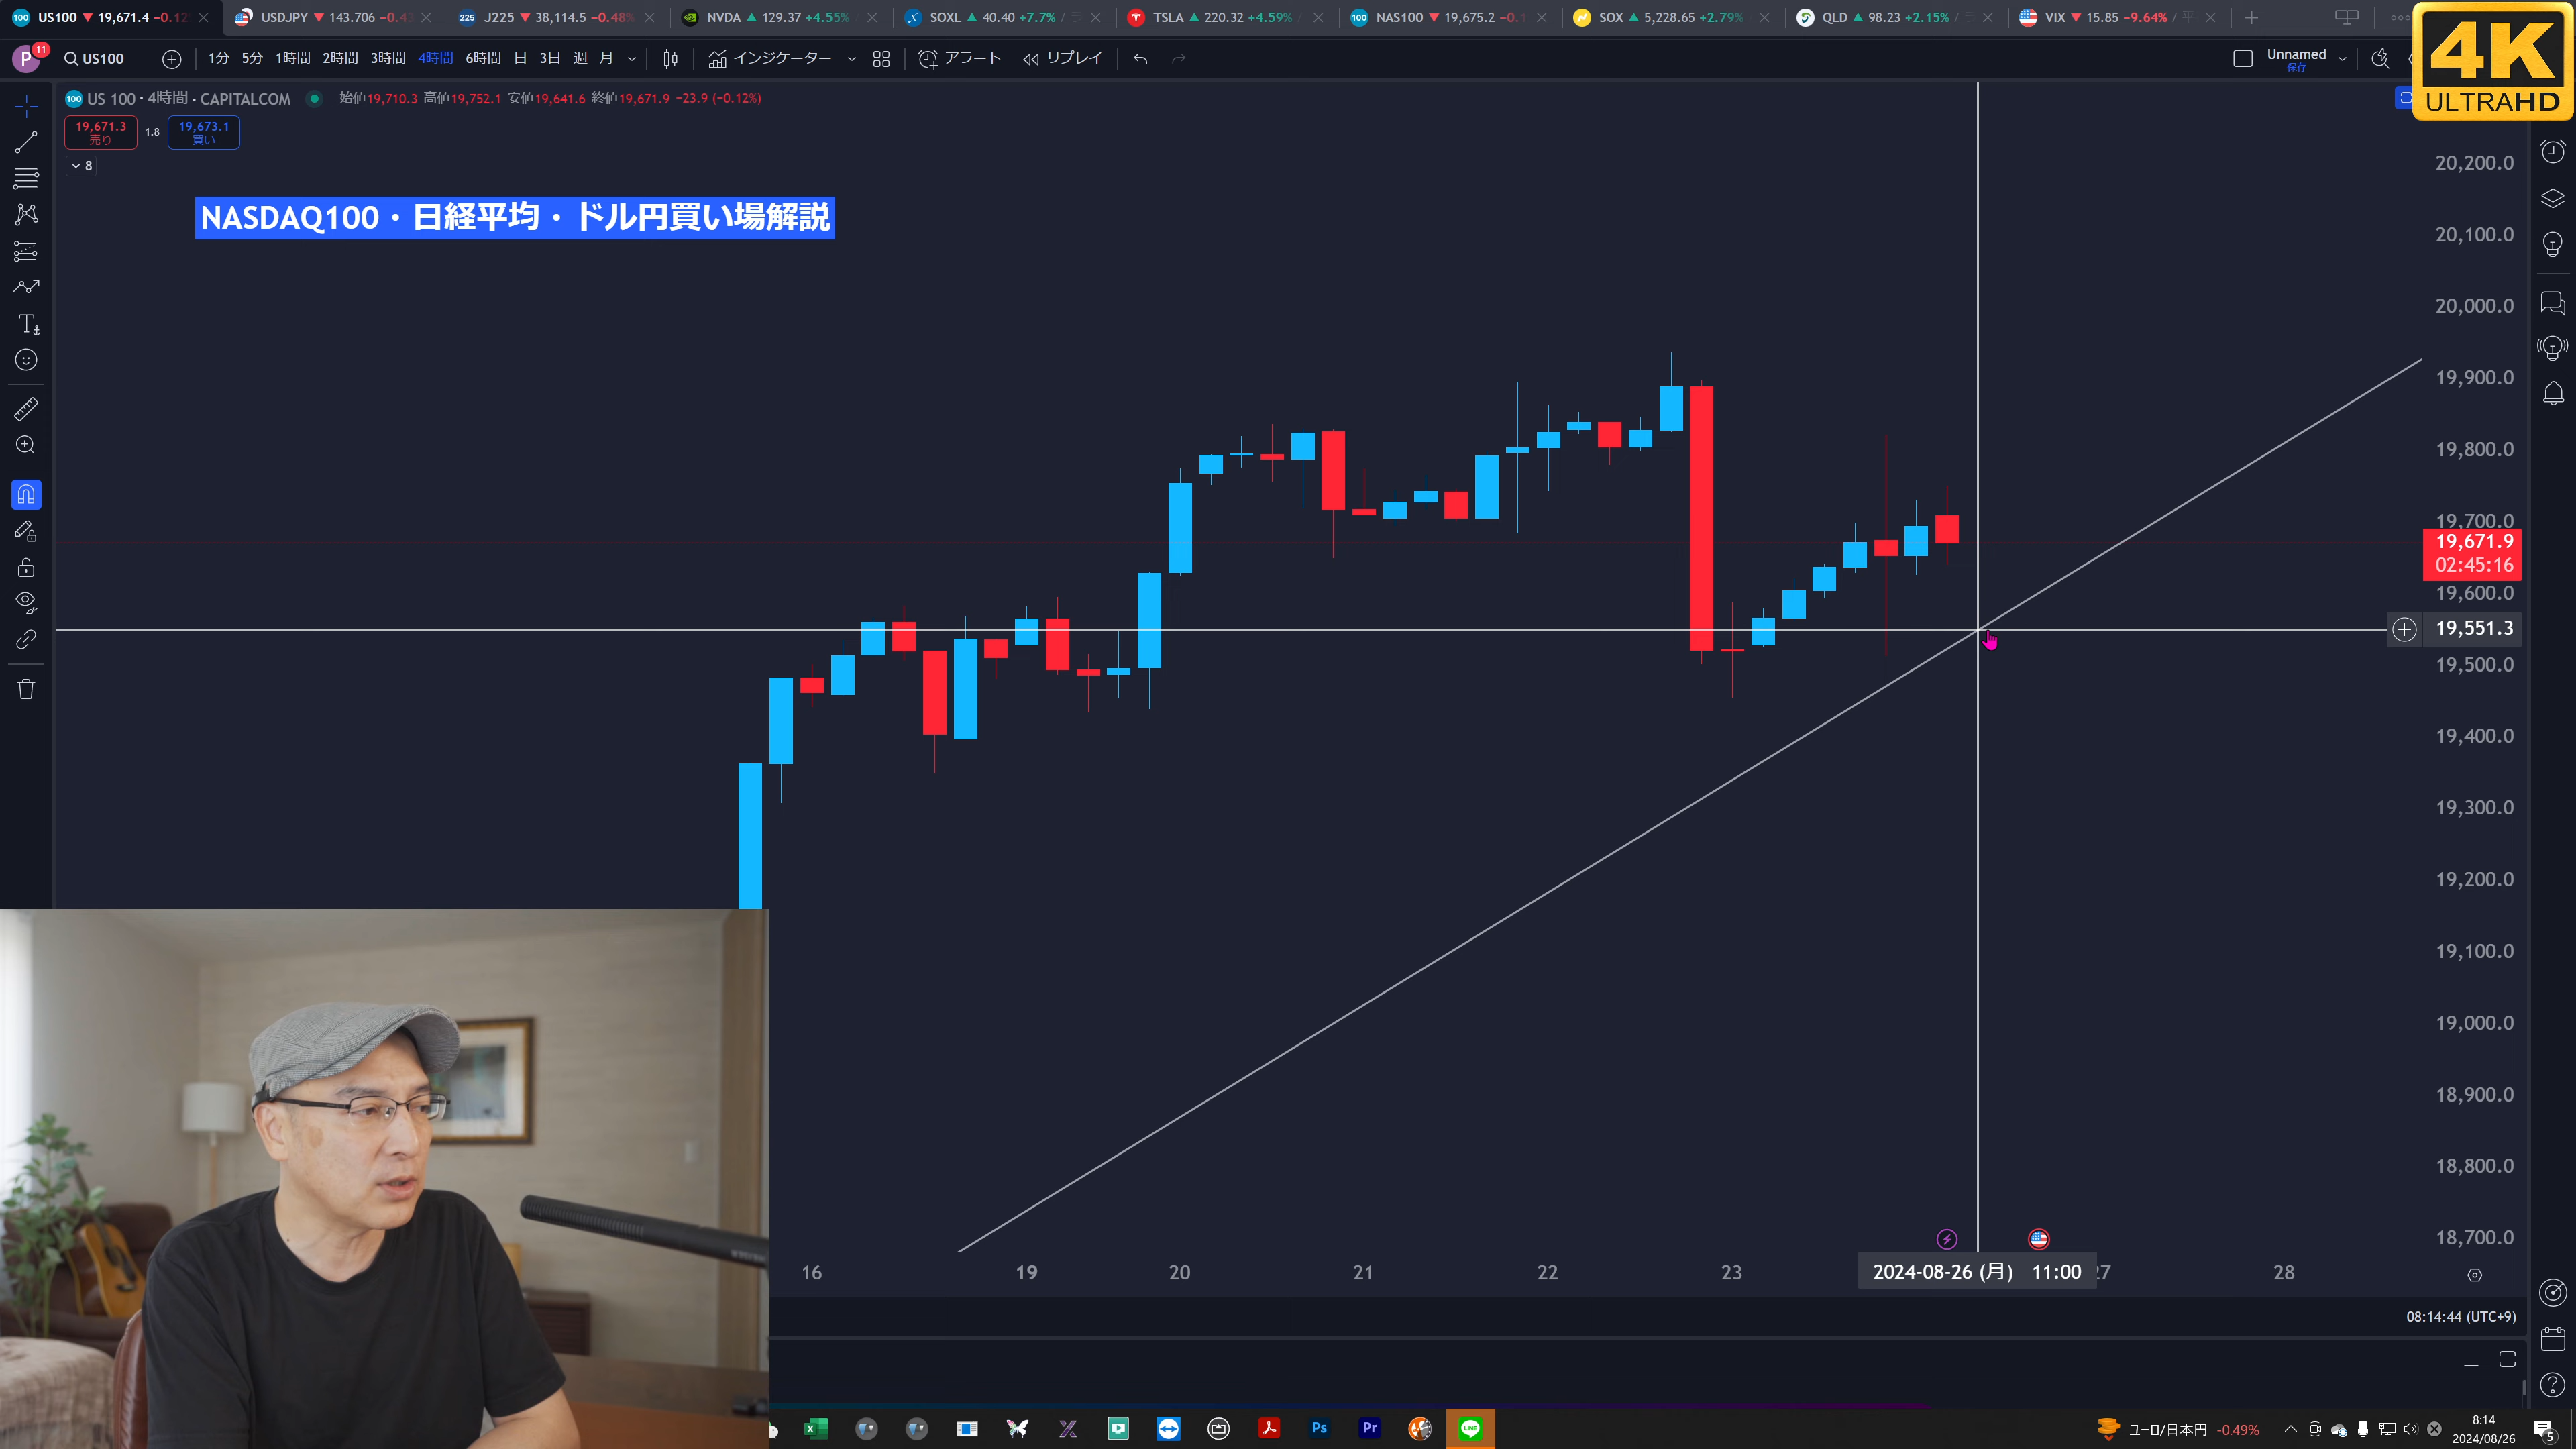 US100 ▼ 19,671.4 −0.12
USDJPY ▼ 143.706 −0.43
J225 ▼ 38,114.5 −0.48%
NVDA ▲ 129.37 +4.55%
SOXL ▲ 40.40 +7.7% /
TSLA ▲ 220.32 +4.59% /
NAS100 ▼ 19,675.2 −0.1
SOX ▲ 5,228.65 +2.79%
QLD ▲ 98.23 +2.15% /
VIX ▼ 15.85 −9.64% / 平
4K
ULTRAHD
P
11
US100
1分 5分 1時間 2時間 3時間 4時間 6時間 日 3日 週 月
インジケーター
アラート
リプレイ
Unnamed
保存
US 100・4時間・CAPITALCOM
始値19,710.3 高値19,752.1 安値19,641.6 終値19,671.9 −23.9 (−0.12%)
19,671.3
売り
1.8
19,673.1
買い
8
NASDAQ100・日経平均・ドル円買い場解説
20,200.0
20,100.0
20,000.0
19,900.0
19,800.0
19,700.0
19,671.9
02:45:16
19,600.0
19,551.3
19,500.0
19,400.0
19,300.0
19,200.0
19,100.0
19,000.0
18,900.0
18,800.0
18,700.0
16 19 20 21 22 23 2024-08-26 (月) 11:00 27 28
08:14:44 (UTC+9)
Ps
Pr
LINE
ユーロ/日本円 -0.49%
8:14
2024/08/26
5